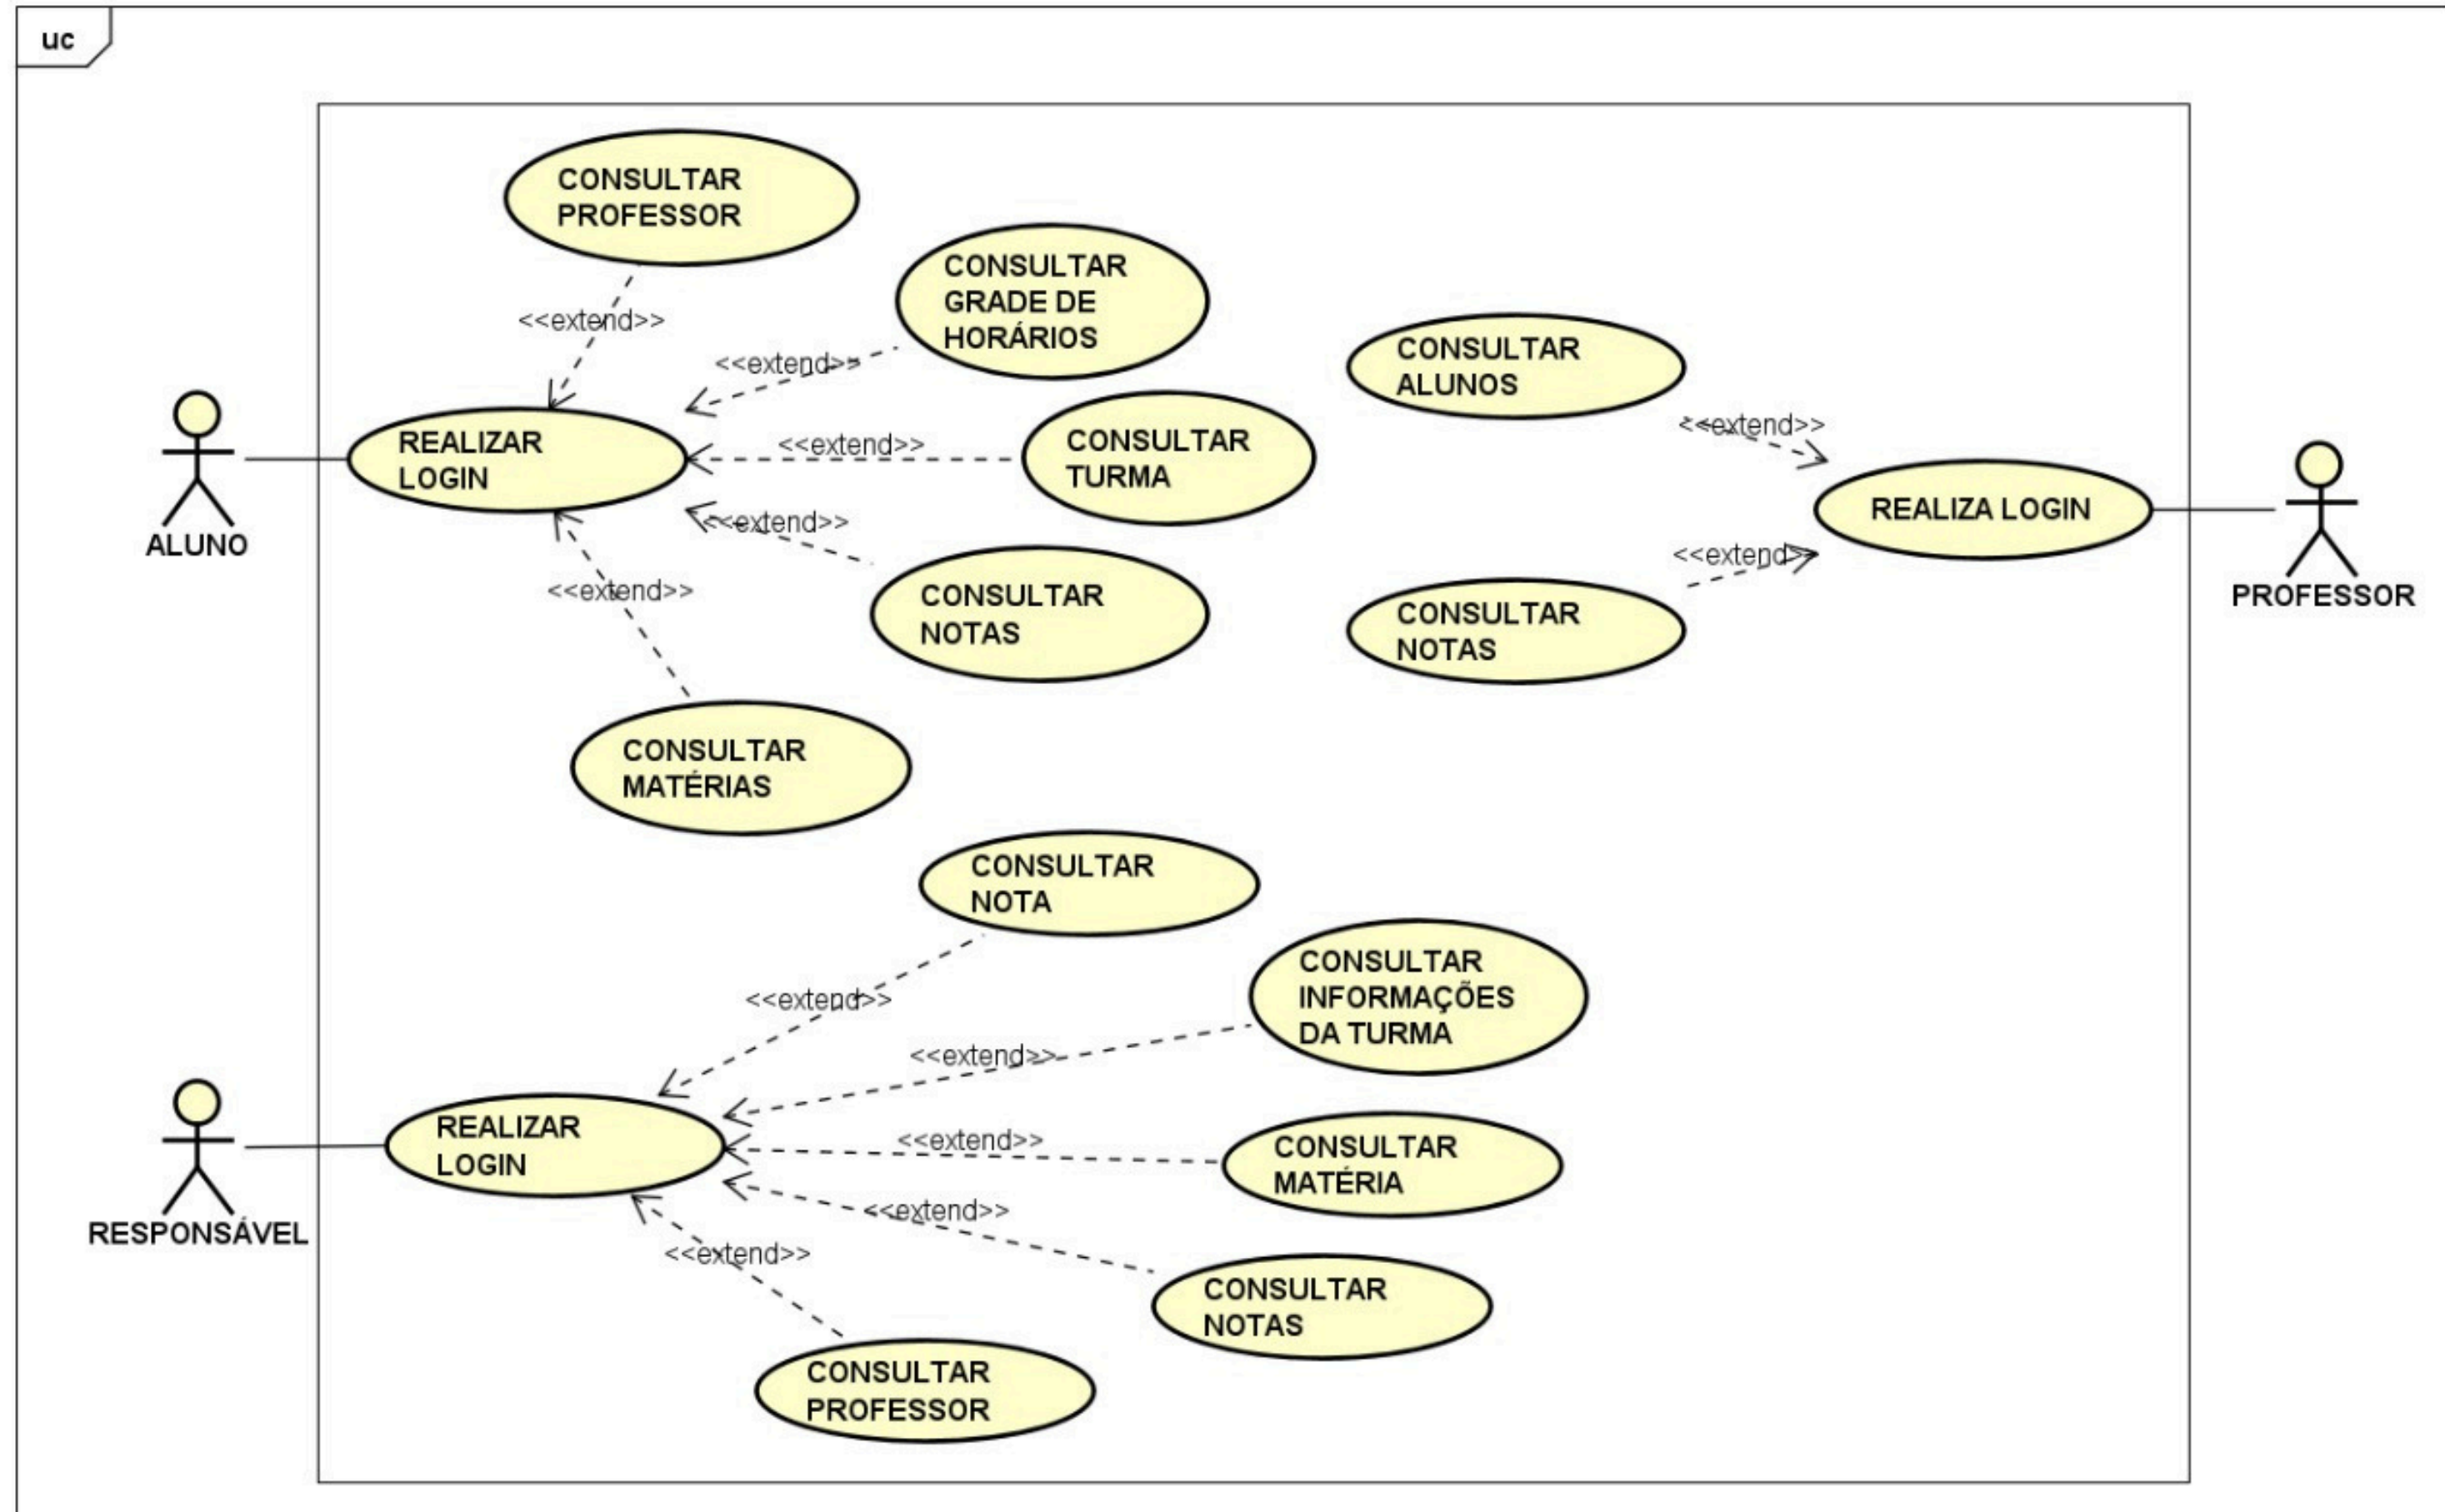 uc
CONSULTAR
PROFESSOR
<<extend>>
CONSULTAR
GRADE DE
HORÁRIOS
<<extend>>
CONSULTAR
TURMA
<<extend>>
REALIZAR
LOGIN
ALUNO
<<extend>>
CONSULTAR
NOTAS
<<extend>>
CONSULTAR
MATÉRIAS
CONSULTAR
ALUNOS
<<extend>>
REALIZA LOGIN
PROFESSOR
<<extend>>
CONSULTAR
NOTAS
CONSULTAR
NOTA
<<extend>>
CONSULTAR
INFORMAÇÕES
DA TURMA
<<extend>>
REALIZAR
LOGIN
RESPONSÁVEL
<<extend>>
CONSULTAR
MATÉRIA
<<extend>>
CONSULTAR
NOTAS
<<extend>>
CONSULTAR
PROFESSOR